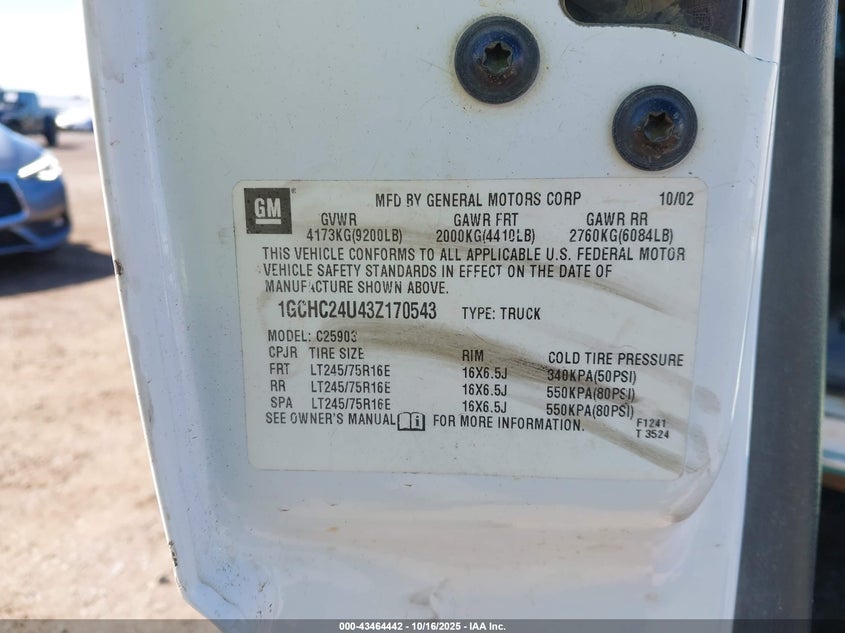 GM ®
MFD BY GENERAL MOTORS CORP 10/02
GVWR GAWR FRT GAWR RR
4173KG(9200LB) 2000KG(4410LB) 2760KG(6084LB)
THIS VEHICLE CONFORMS TO ALL APPLICABLE U.S. FEDERAL MOTOR
VEHICLE SAFETY STANDARDS IN EFFECT ON THE DATE OF
MANUFACTURE SHOWN ABOVE.
1GCHC24U43Z170543 TYPE: TRUCK
MODEL: C25903
CPJR TIRE SIZE RIM COLD TIRE PRESSURE
FRT LT245/75R16E 16X6.5J 340KPA(50PSI)
RR LT245/75R16E 16X6.5J 550KPA(80PSI)
SPA LT245/75R16E 16X6.5J 550KPA(80PSI)
SEE OWNER'S MANUAL FOR MORE INFORMATION.
F1241
T 3524
000-43464442 - 10/16/2025 - IAA Inc.